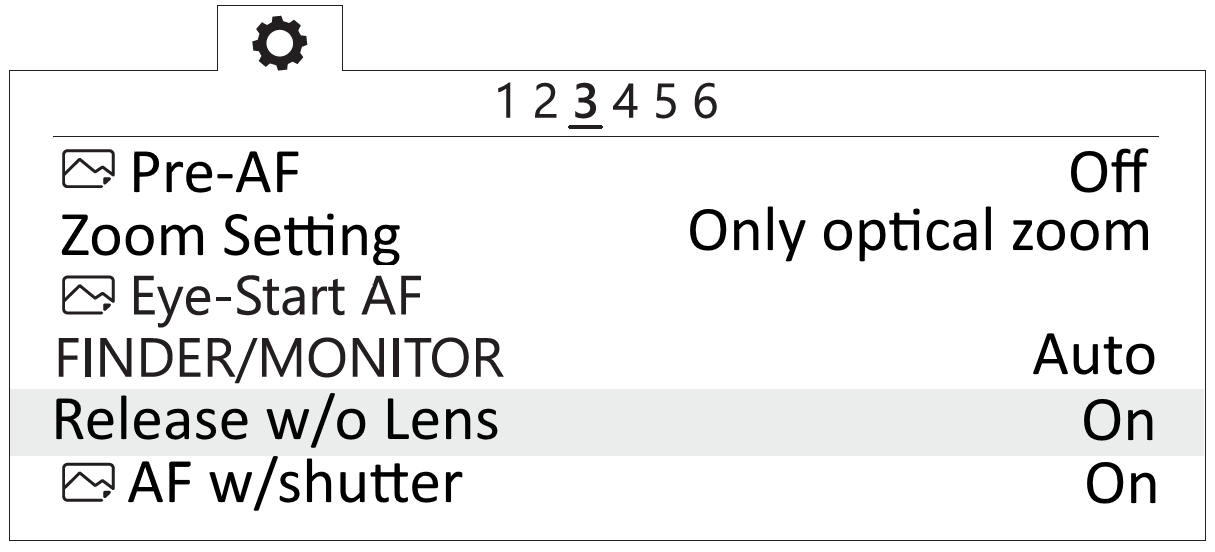 1 2 3 4 5 6
Pre-AF Off
Zoom Setting Only optical zoom
Eye-Start AF
FINDER/MONITOR Auto
Release w/o Lens On
AF w/shutter On